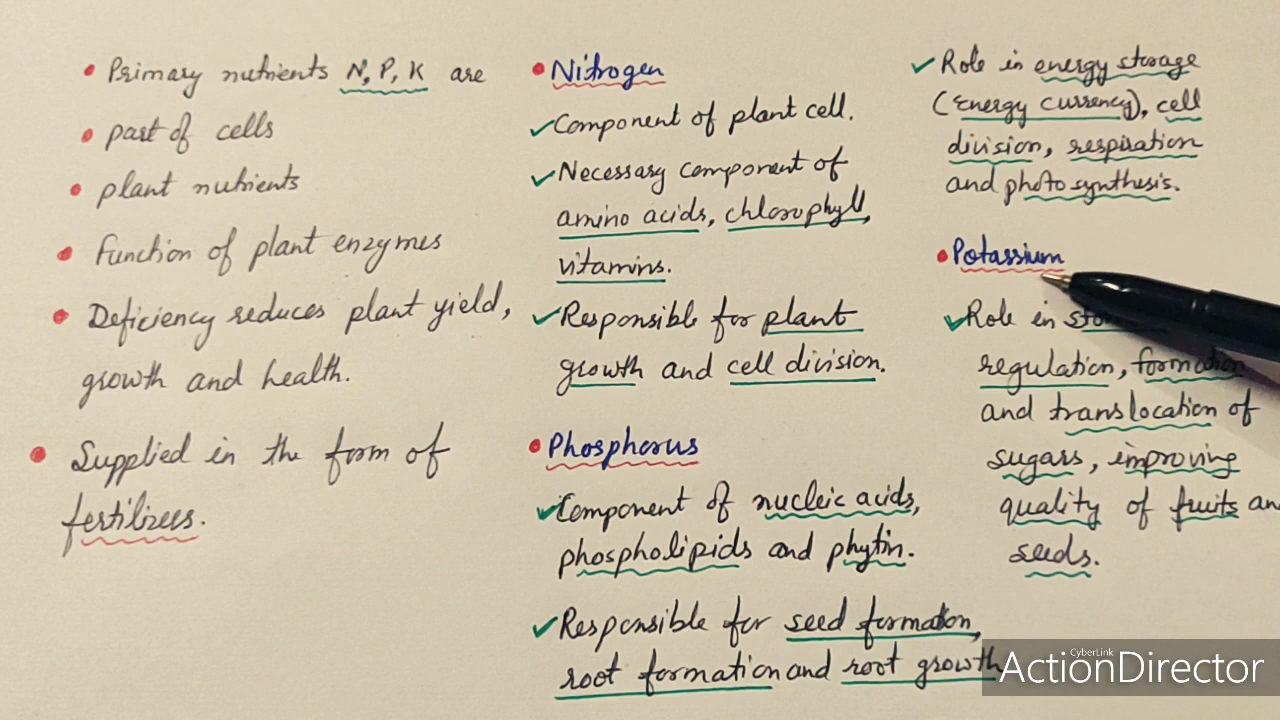 Primary nutrients N, P, K are
part of cells
plant nutrients
Function of plant enzymes
Deficiency reduces plant yield,
growth and health.
Supplied in the form of
fertilizers.
Nitrogen
Component of plant cell.
Necessary component of
amino acids, chlorophyll,
vitamins.
Responsible for plant
growth and cell division.
Phosphorus
Component of nucleic acids,
phospholipids and phytin.
Responsible for seed formation,
root formation and root growth
Role in energy storage
(Energy currency), cell
division, respiration
and photosynthesis.
Potassium
Role in
regulation, formation
and translocation of
sugars, improving
quality of fruits an
seeds.
CyberLink
ActionDirector